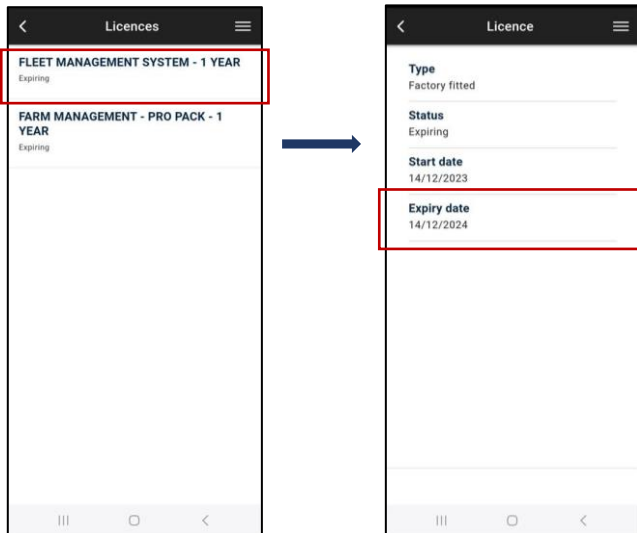 Licences
FLEET MANAGEMENT SYSTEM - 1 YEAR
Expiring
FARM MANAGEMENT - PRO PACK - 1
YEAR
Expiring
Licence
Type
Factory fitted
Status
Expiring
Start date
14/12/2023
Expiry date
14/12/2024